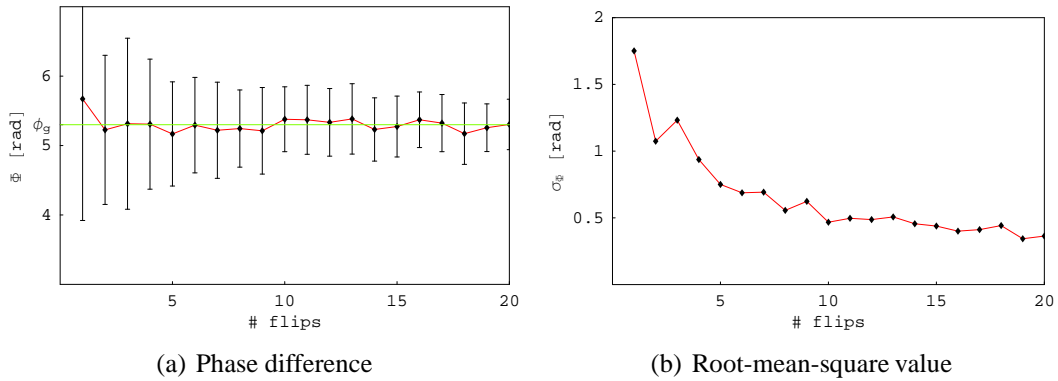 6
ϕg
5
4
Φ [rad]
5
10
15
20
# flips
(a) Phase difference
2
1.5
1
0.5
σΦ [rad]
5
10
15
20
# flips
(b) Root-mean-square value